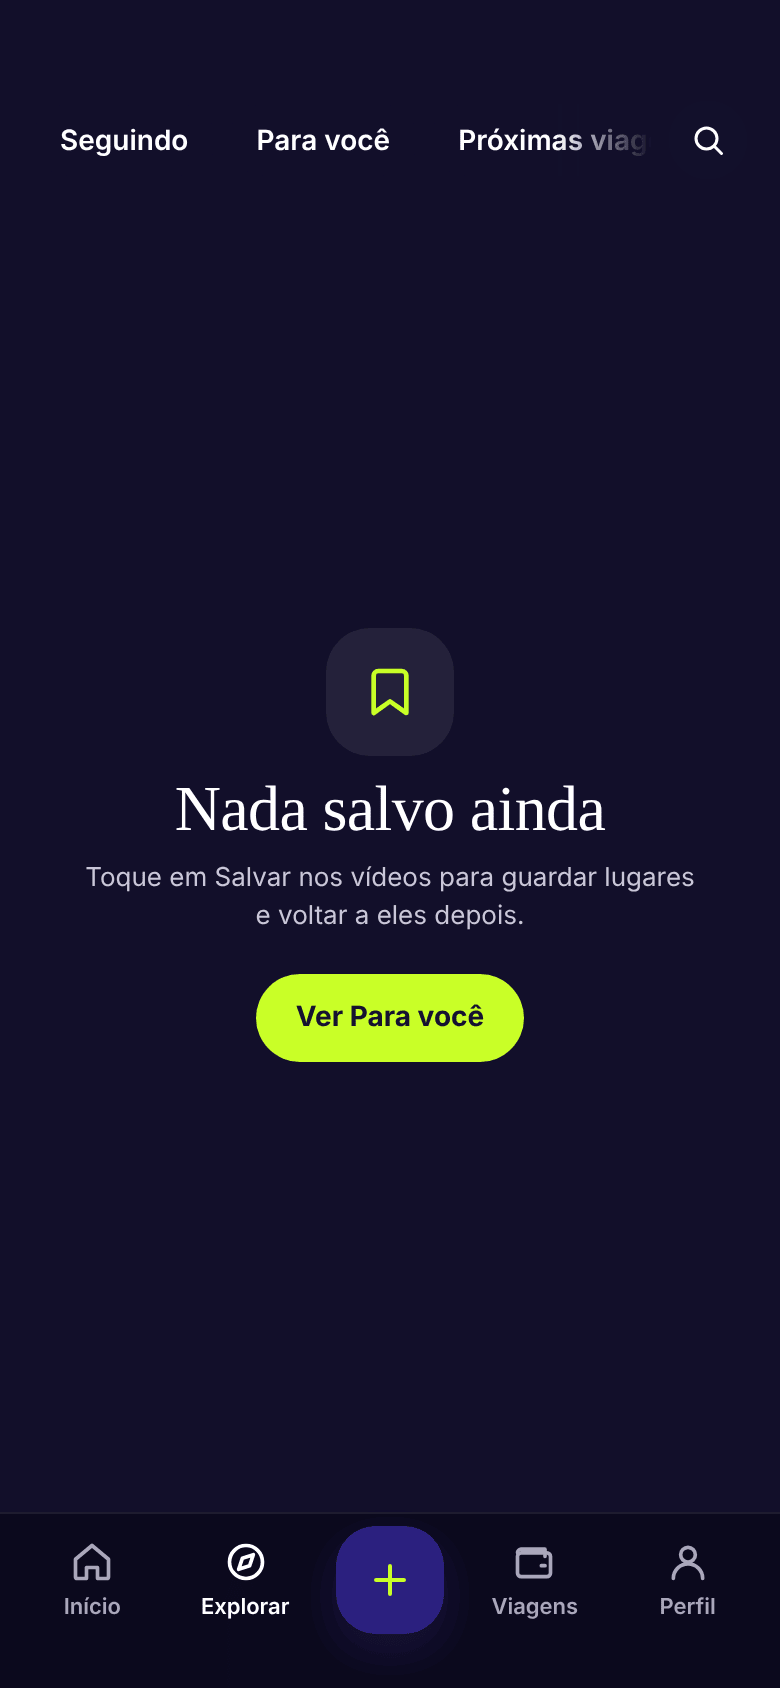 Seguindo Para você Próximas viag
Nada salvo ainda
Toque em Salvar nos vídeos para guardar lugares
e voltar a eles depois.
Ver Para você
Início Explorar Viagens Perfil